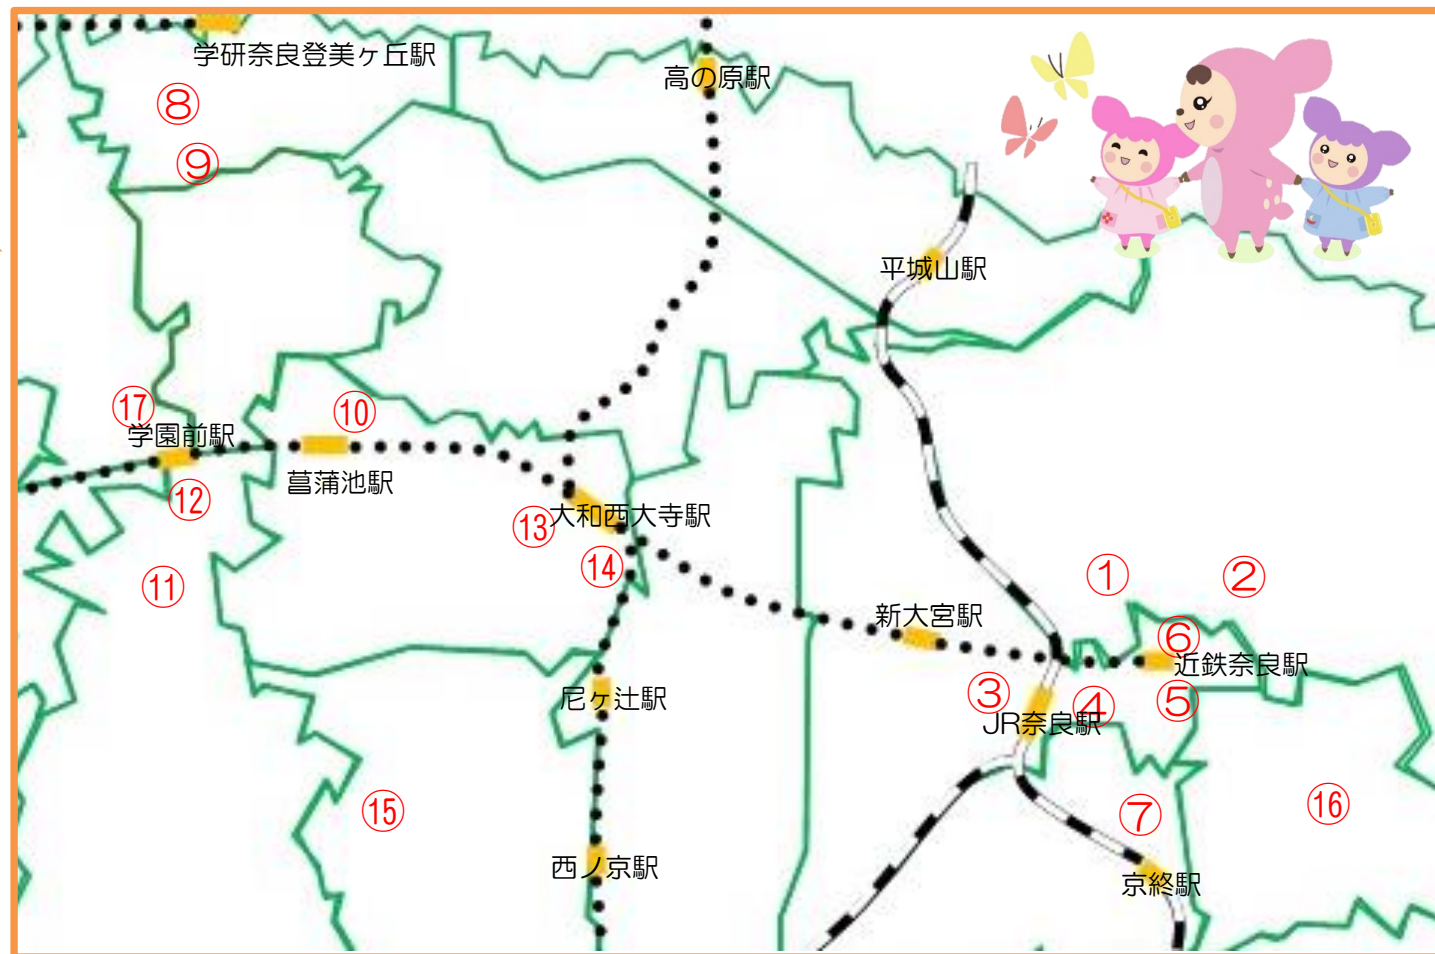 学研奈良登美ヶ丘駅
高の原駅
⑧
⑨
平城山駅
⑰
⑩
学園前駅
菖蒲池駅
⑫
大和西大寺駅
⑬
⑭
⑪
①
②
新大宮駅
⑥
近鉄奈良駅
尼ヶ辻駅
③
④
⑤
JR奈良駅
⑮
⑦
⑯
西ノ京駅
京終駅